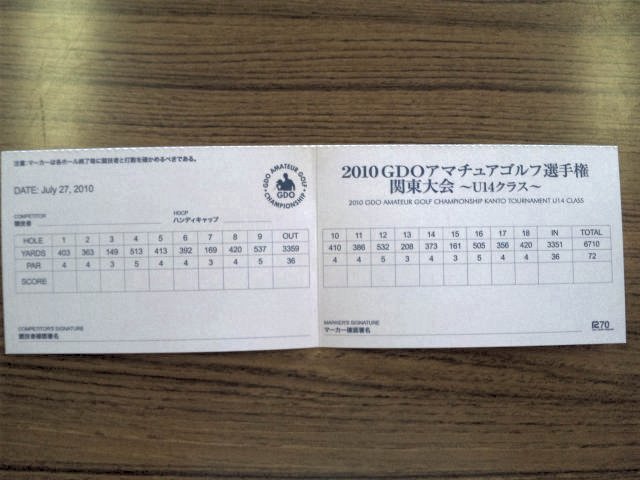 注意：マーカーは各ホール終了毎に競技者と打数を確かめるべきである。
DATE: July 27, 2010
GDO AMATEUR GOLF CHAMPIONSHIP
GDO
COMPETITOR
競技者
HDCP
ハンディキャップ
HOLE 1 2 3 4 5 6 7 8 9 OUT
YARDS 403 363 149 513 413 392 169 420 537 3359
PAR 4 4 3 5 4 4 3 4 5 36
SCORE
COMPETITOR'S SIGNATURE
競技者確認署名
2010 GDOアマチュアゴルフ選手権
関東大会 ～U14クラス～
2010 GDO AMATEUR GOLF CHAMPIONSHIP KANTO TOURNAMENT U14 CLASS
10 11 12 13 14 15 16 17 18 IN TOTAL
410 386 532 208 373 161 505 356 420 3351 6710
4 4 5 3 4 3 5 4 4 36 72
MARKER'S SIGNATURE
マーカー確認署名
R270